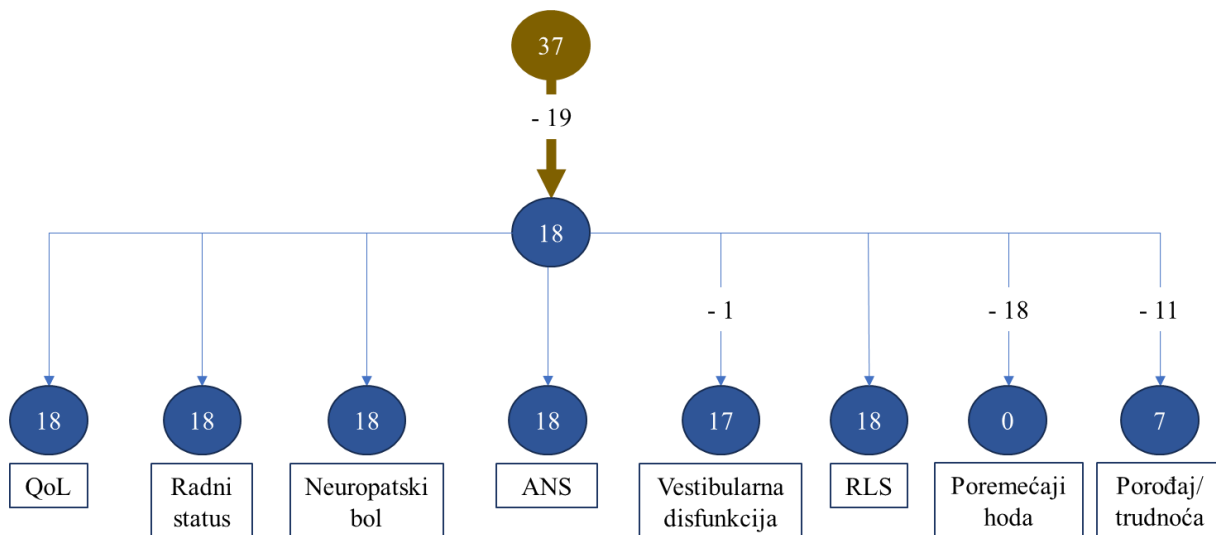 37
- 19
18
- 1
- 18
- 11
18
18
18
18
17
18
0
7
QoL
Radni
status
Neuropatski
bol
ANS
Vestibularna
disfunkcija
RLS
Poremećaji
hoda
Porođaj/
trudnoća